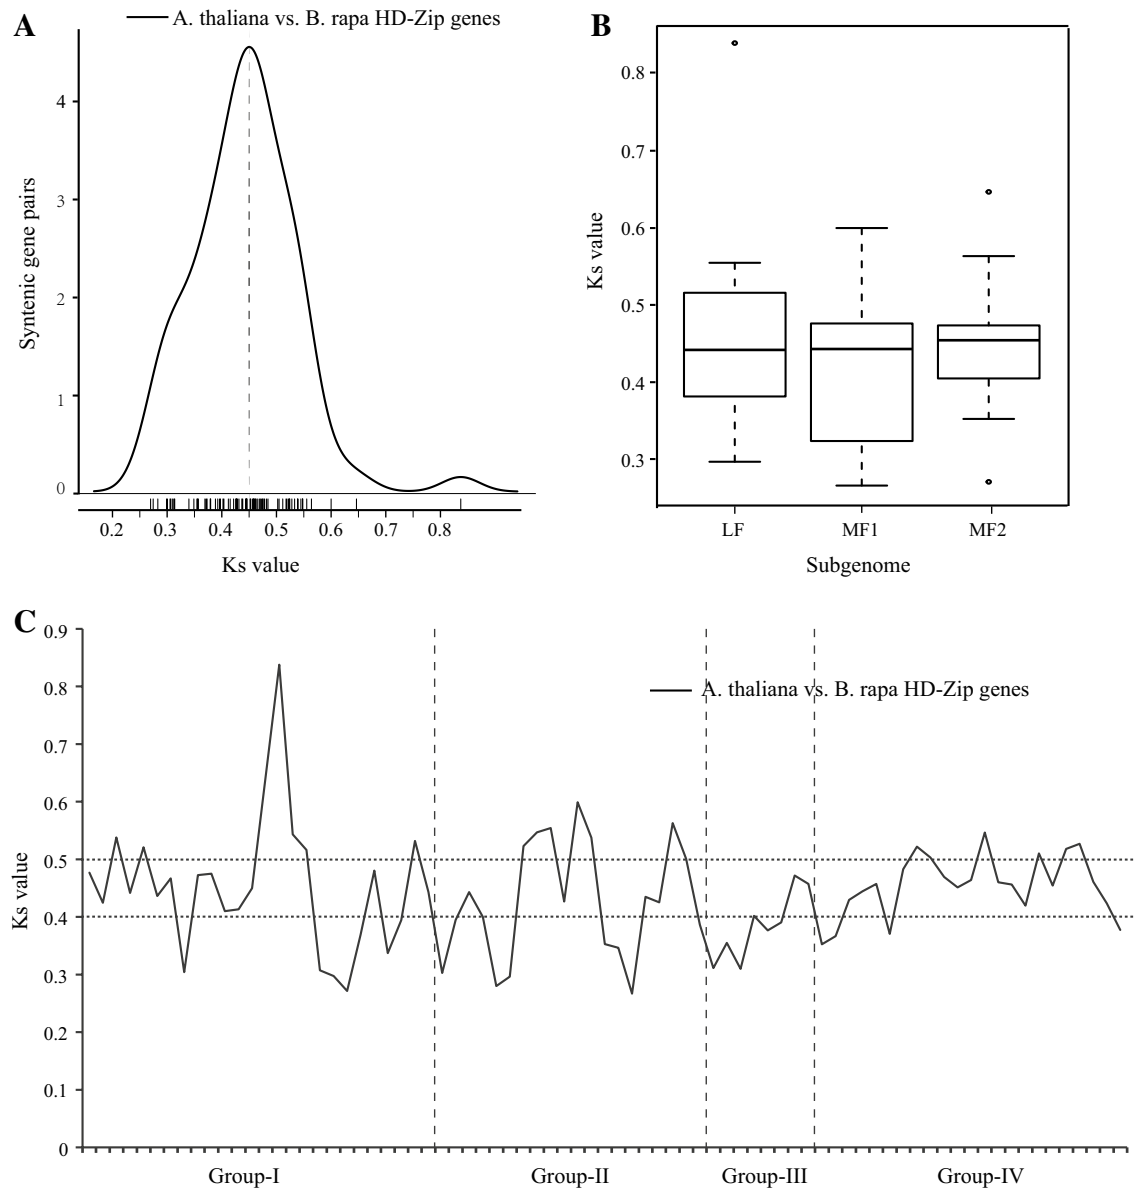 A
A. thaliana vs. B. rapa HD-Zip genes
Syntenic gene pairs
4
3
2
1
0
0.2 0.3 0.4 0.5 0.6 0.7 0.8
Ks value
B
Ks value
0.8
0.7
0.6
0.5
0.4
0.3
LF MF1 MF2
Subgenome
C
A. thaliana vs. B. rapa HD-Zip genes
Ks value
0.9
0.8
0.7
0.6
0.5
0.4
0.3
0.2
0.1
0
Group-I Group-II Group-III Group-IV